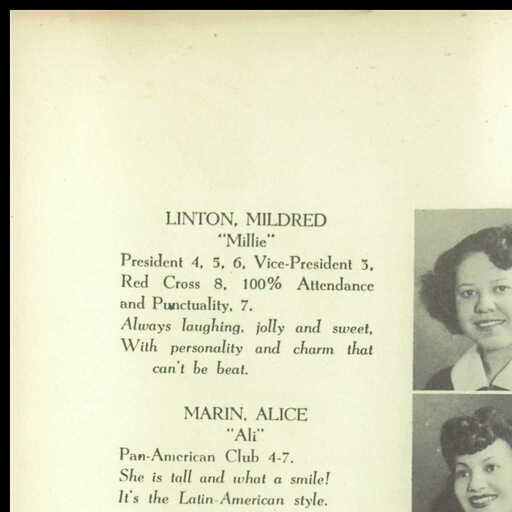 LINTON, MILDRED
"Millie"
President 4, 5, 6, Vice-President 3,
Red Cross 8, 100% Attendance
and Punctuality, 7.
Always laughing, jolly and sweet,
With personality and charm that
can't be beat.
MARIN, ALICE
"Ali"
Pan-American Club 4-7.
She is tall and what a smile!
It's the Latin-American style.